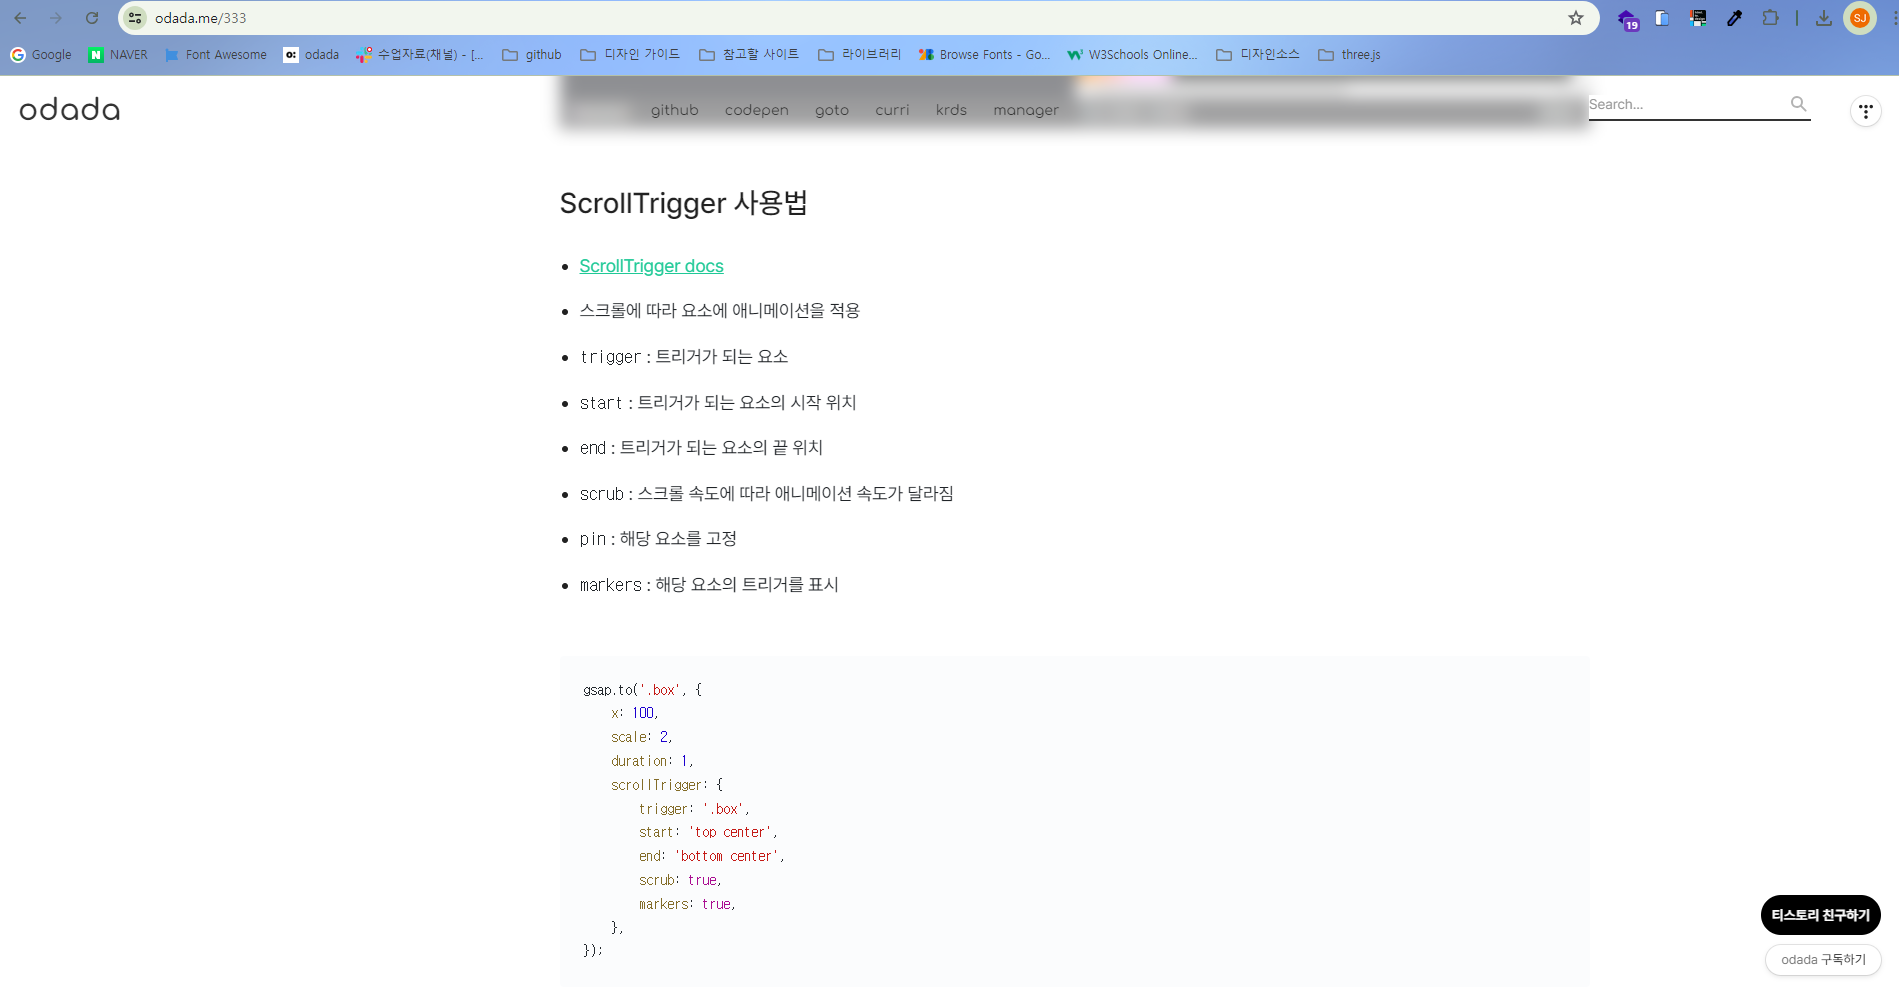 odada.me/333
19
SJ
Google
NAVER
Font Awesome
o: odada
수업자료(채널) - [...
github
디자인 가이드
참고할 사이트
라이브러리
Browse Fonts - Go...
W3Schools Online...
디자인소스
three.js
odada
github
codepen
goto
curri
krds
manager
Search...
ScrollTrigger 사용법
ScrollTrigger docs
스크롤에 따라 요소에 애니메이션을 적용
trigger : 트리거가 되는 요소
start : 트리거가 되는 요소의 시작 위치
end : 트리거가 되는 요소의 끝 위치
scrub : 스크롤 속도에 따라 애니메이션 속도가 달라짐
pin : 해당 요소를 고정
markers : 해당 요소의 트리거를 표시
gsap.to('.box', {
x: 100,
scale: 2,
duration: 1,
scrollTrigger: {
trigger: '.box',
start: 'top center',
end: 'bottom center',
scrub: true,
markers: true,
},
});
티스토리 친구하기
odada 구독하기